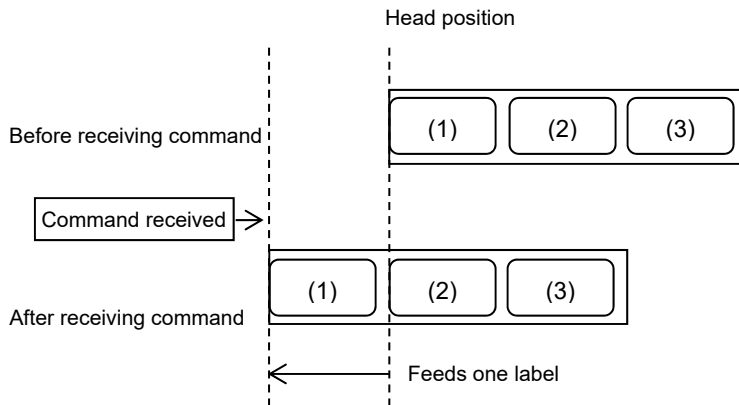 Head position
Before receiving command
(1) (2) (3)
Command received
(1) (2) (3)
After receiving command
Feeds one label